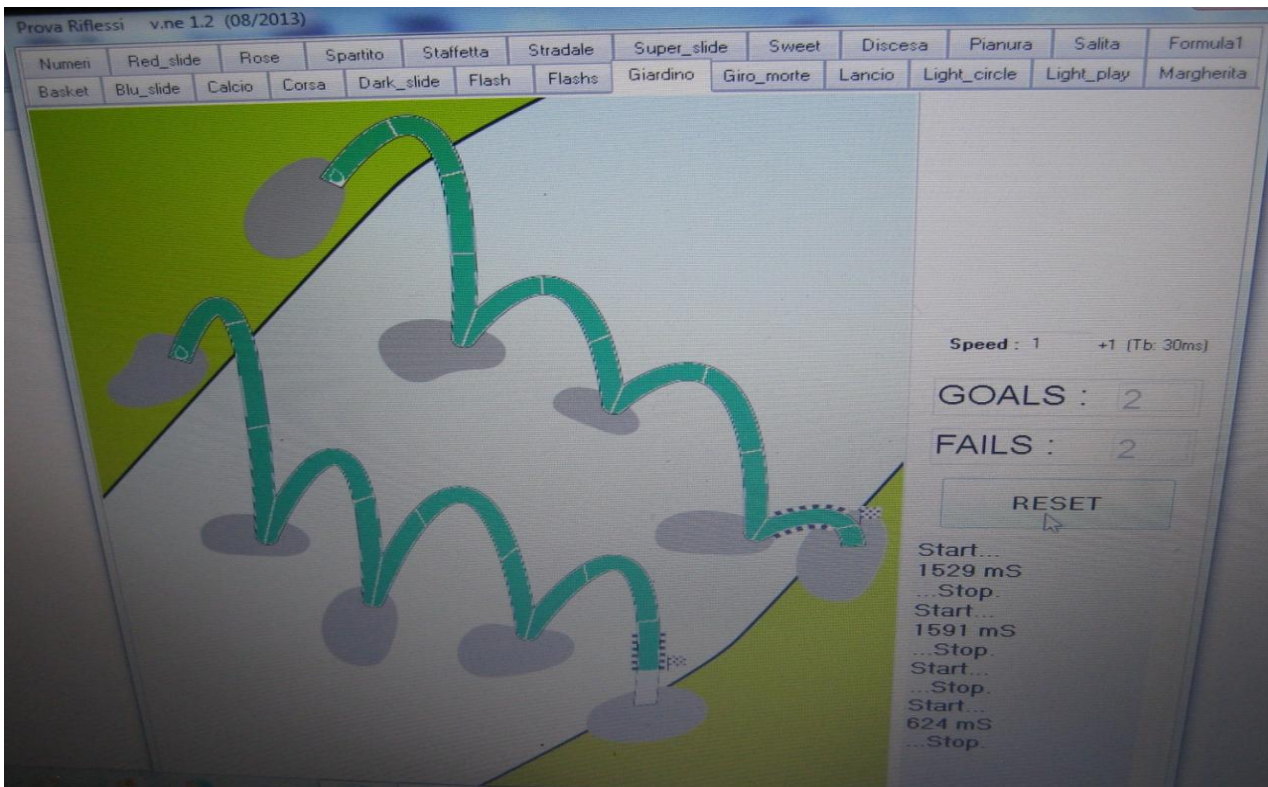 Prova Riflessi v.ne 1.2 (08/2013)
Numeri Red_slide Rose Spartito Staffetta Stradale Super_slide Sweet Discesa Pianura Salita Formula1
Basket Blu_slide Calcio Corsa Dark_slide Flash Flashs Giardino Giro_morte Lancio Light_circle Light_play Margherita
Speed : 1 +1 (Tb: 30ms)
GOALS : 2
FAILS : 2
RESET
Start...
1529 mS
...Stop.
Start...
1591 mS
...Stop.
Start...
...Stop.
Start...
624 mS
...Stop.